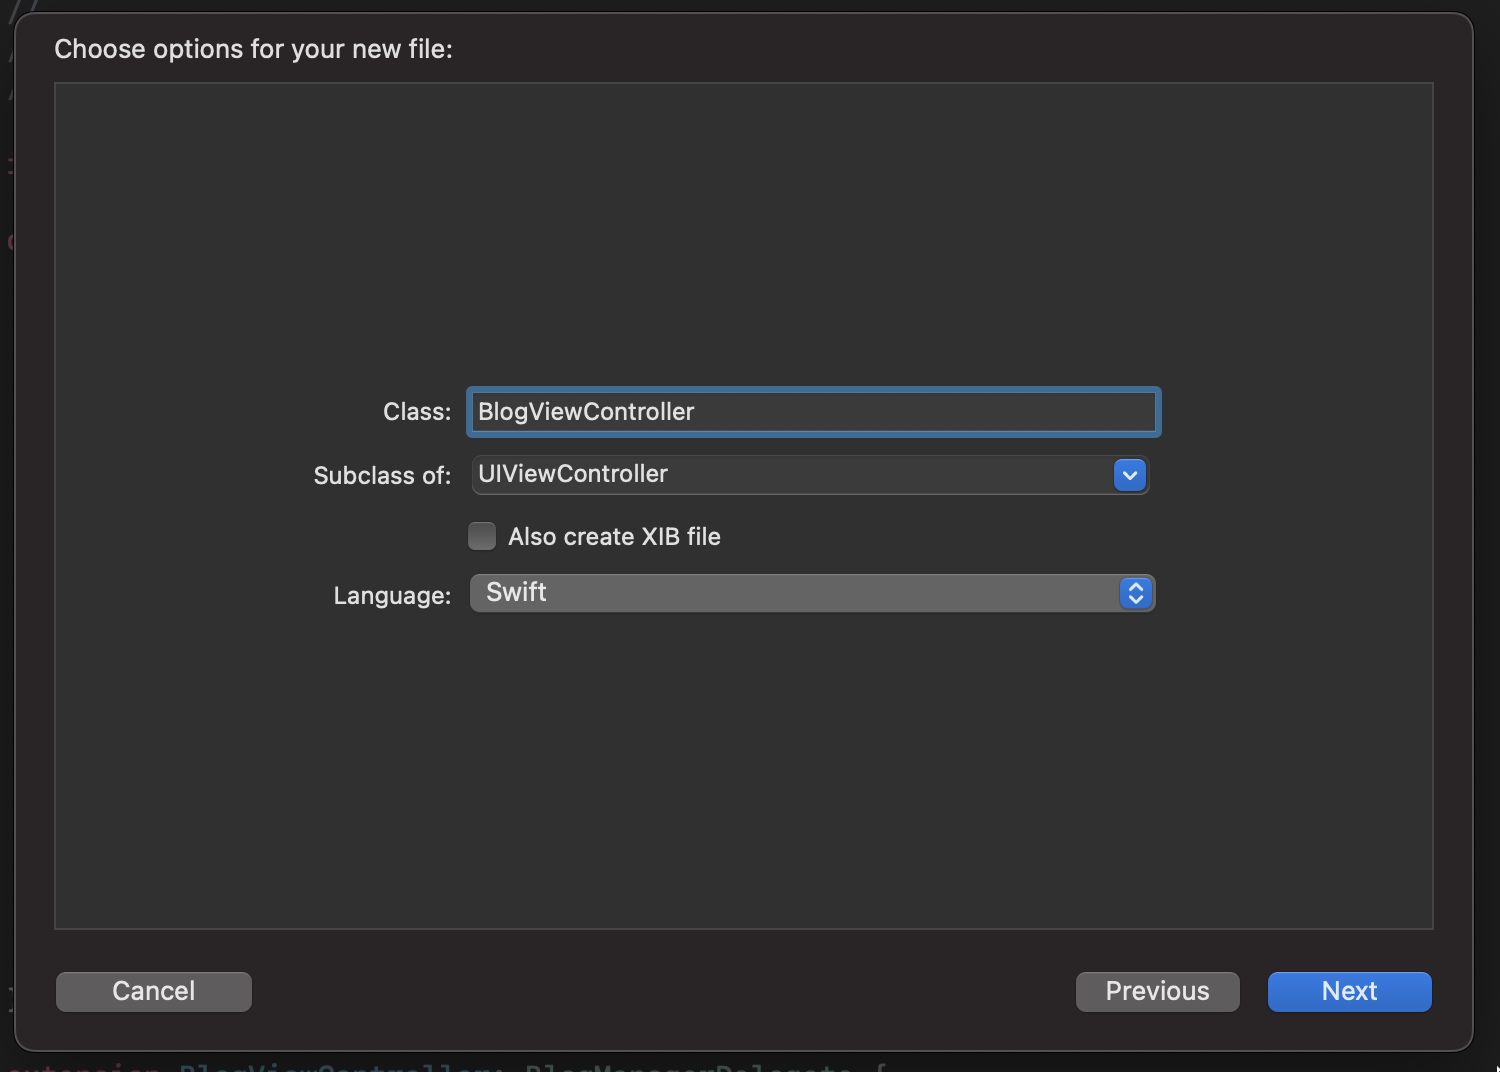 //
Choose options for your new file:
Class: BlogViewController
Subclass of: UIViewController
Also create XIB file
Language: Swift
Cancel Previous Next
extension BlogViewController: BlogManagerDelegate {